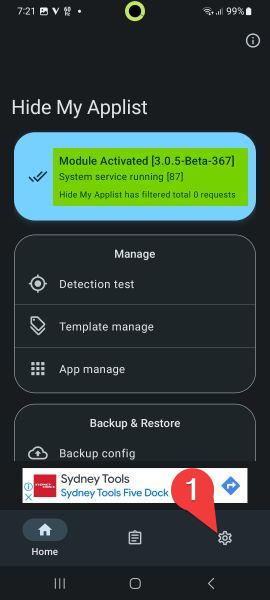 7:21
99%
Hide My Applist
Module Activated [3.0.5-Beta-367]
System service running [87]
Hide My Applist has filtered total 0 requests
Manage
Detection test
Template manage
App manage
Backup & Restore
Backup config
Sydney Tools
Sydney Tools Five Dock
1
Home